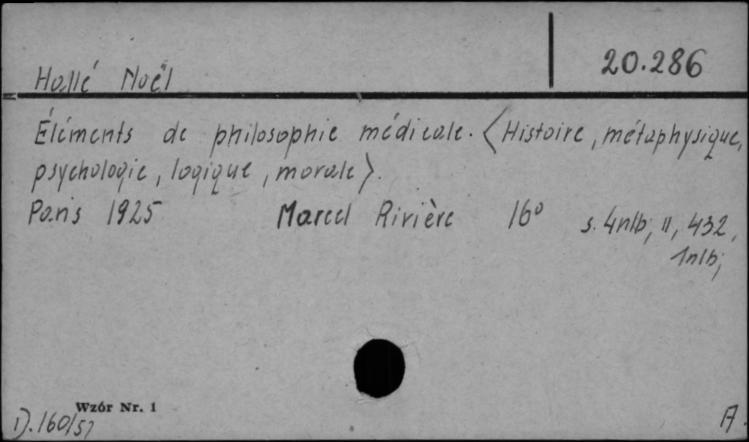 20.286
Hallé Noël
Éléments de philosophie médicale. <Histoire, métaphysique,
psychologie, logique, morale>.
Paris 1925 Marcel Rivière 16° s. 4nlb; II, 432,
1nlb;
Wzór Nr. 1
D.160/57 A